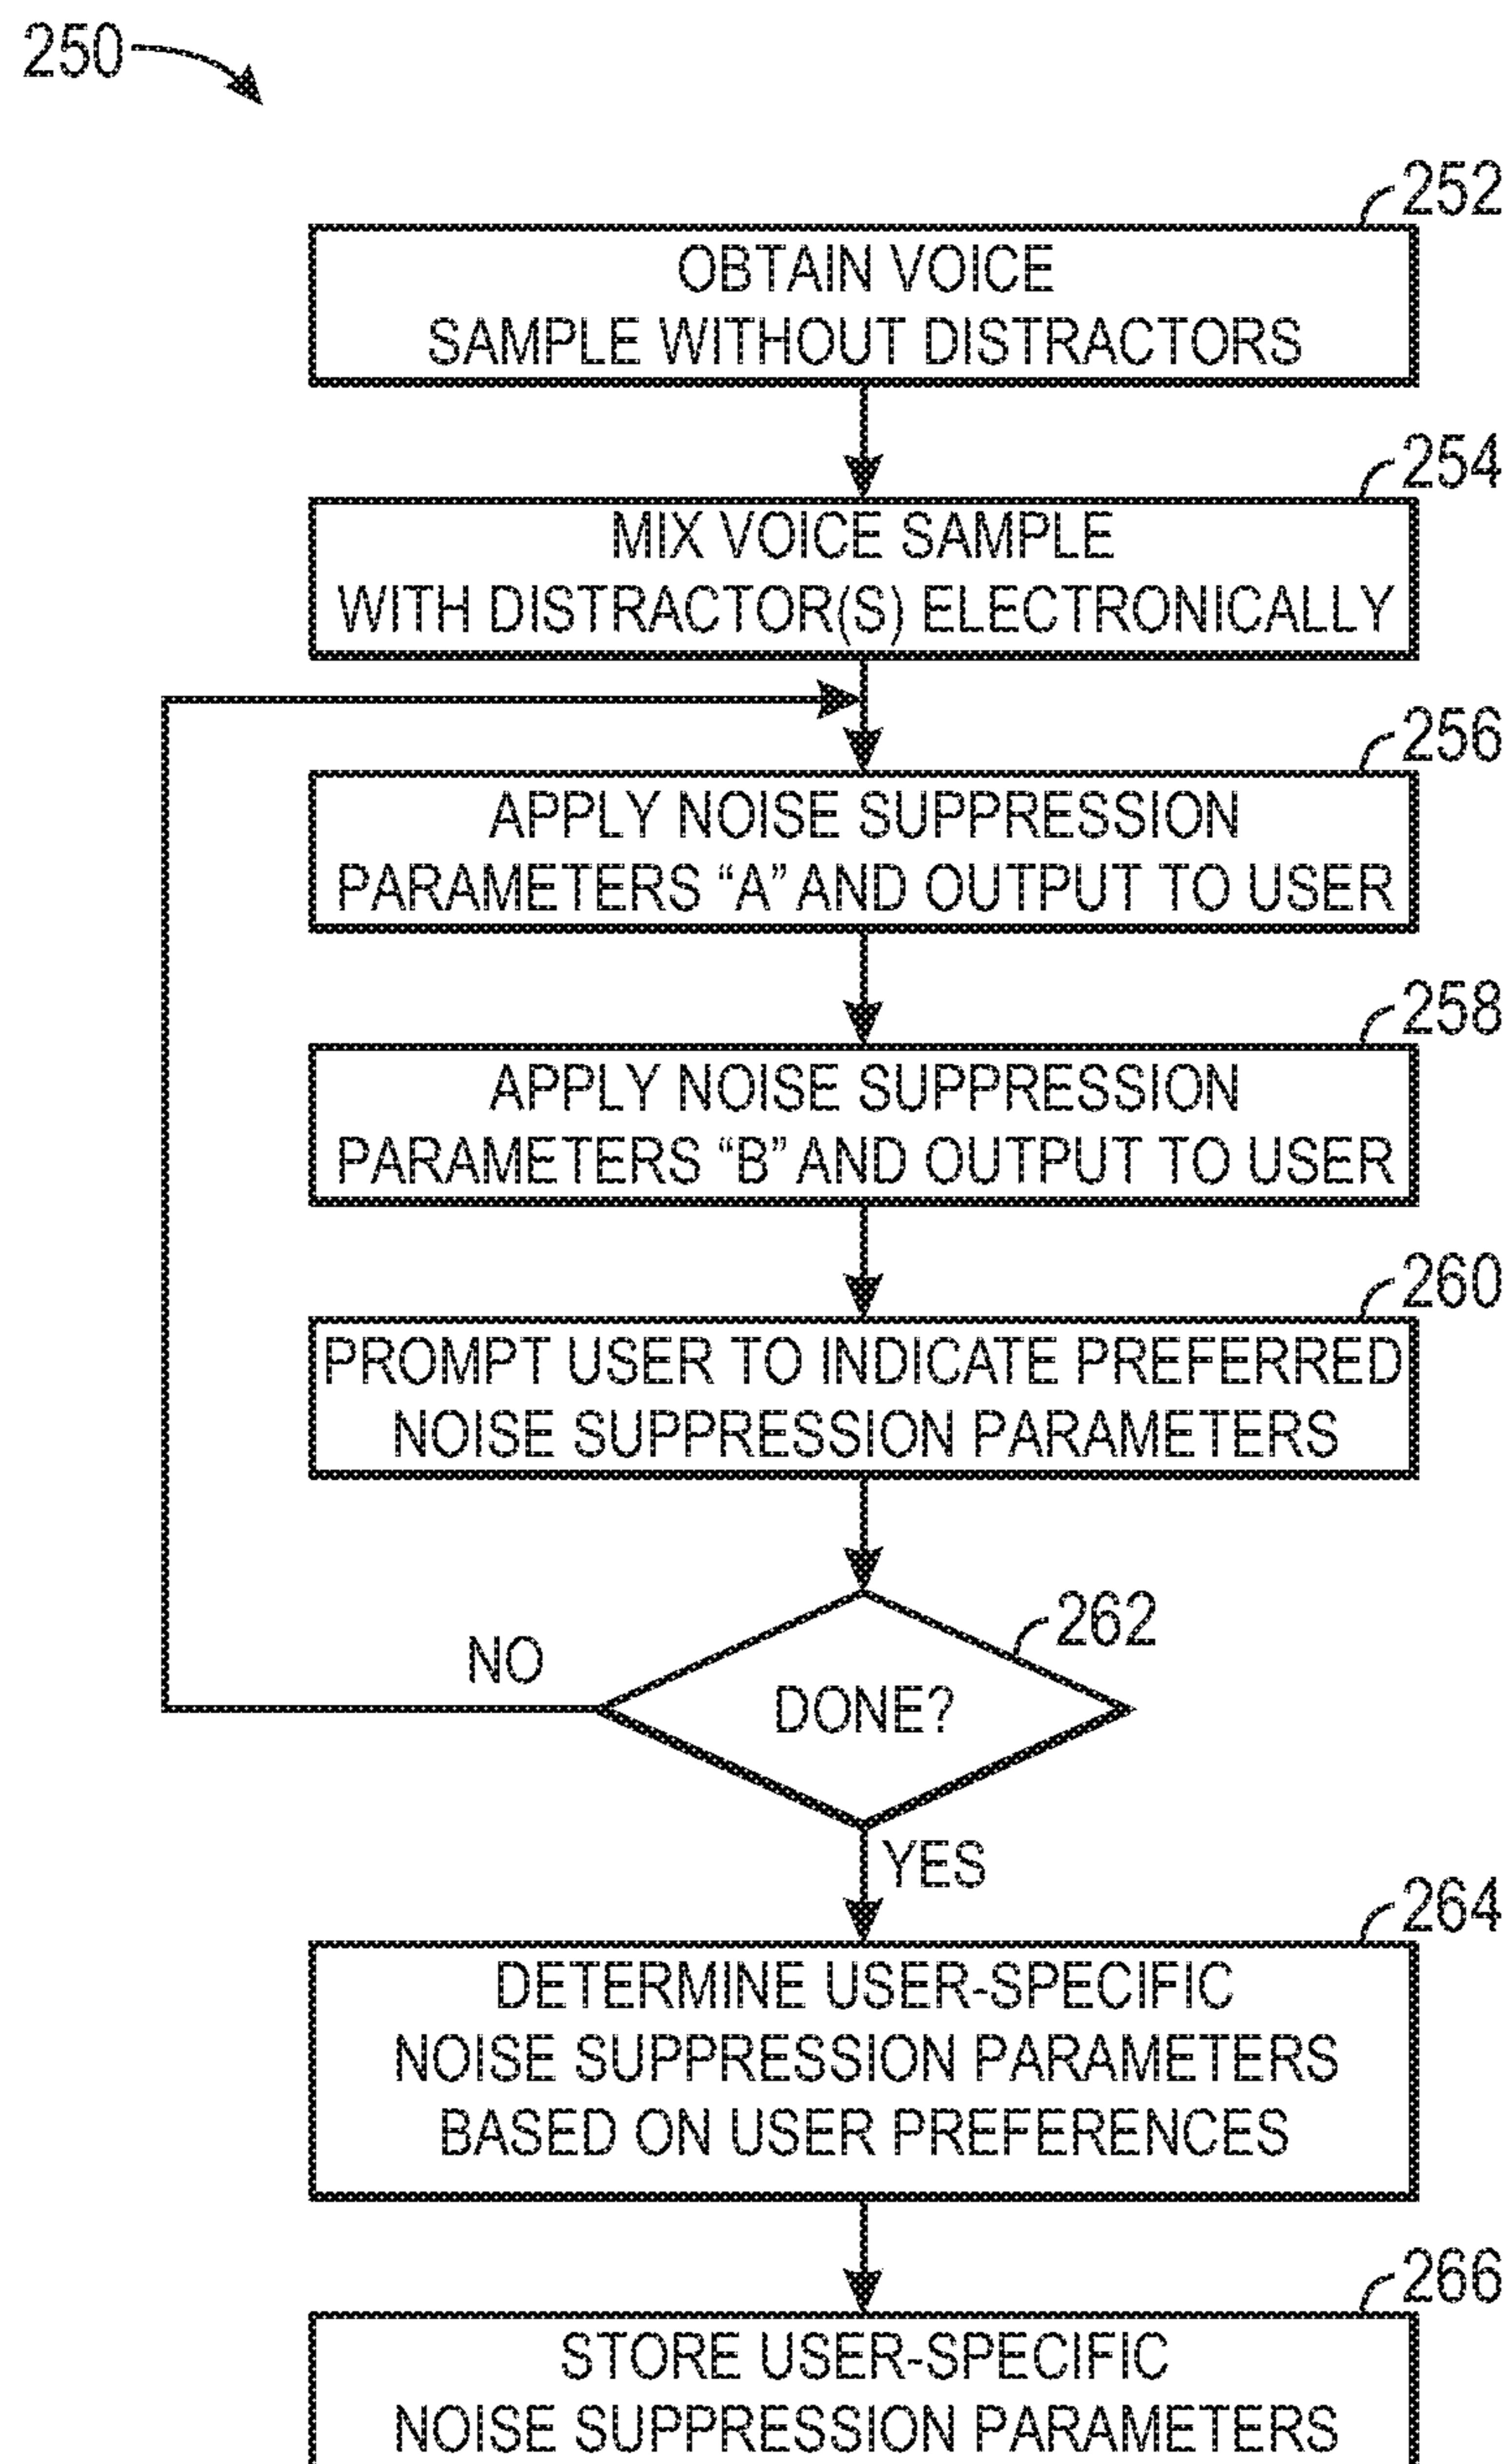 250
252
OBTAIN VOICE
SAMPLE WITHOUT DISTRACTORS
254
MIX VOICE SAMPLE
WITH DISTRACTOR(S) ELECTRONICALLY
256
APPLY NOISE SUPPRESSION
PARAMETERS “A” AND OUTPUT TO USER
258
APPLY NOISE SUPPRESSION
PARAMETERS “B” AND OUTPUT TO USER
260
PROMPT USER TO INDICATE PREFERRED
NOISE SUPPRESSION PARAMETERS
262
NO
DONE?
YES
264
DETERMINE USER-SPECIFIC
NOISE SUPPRESSION PARAMETERS
BASED ON USER PREFERENCES
266
STORE USER-SPECIFIC
NOISE SUPPRESSION PARAMETERS